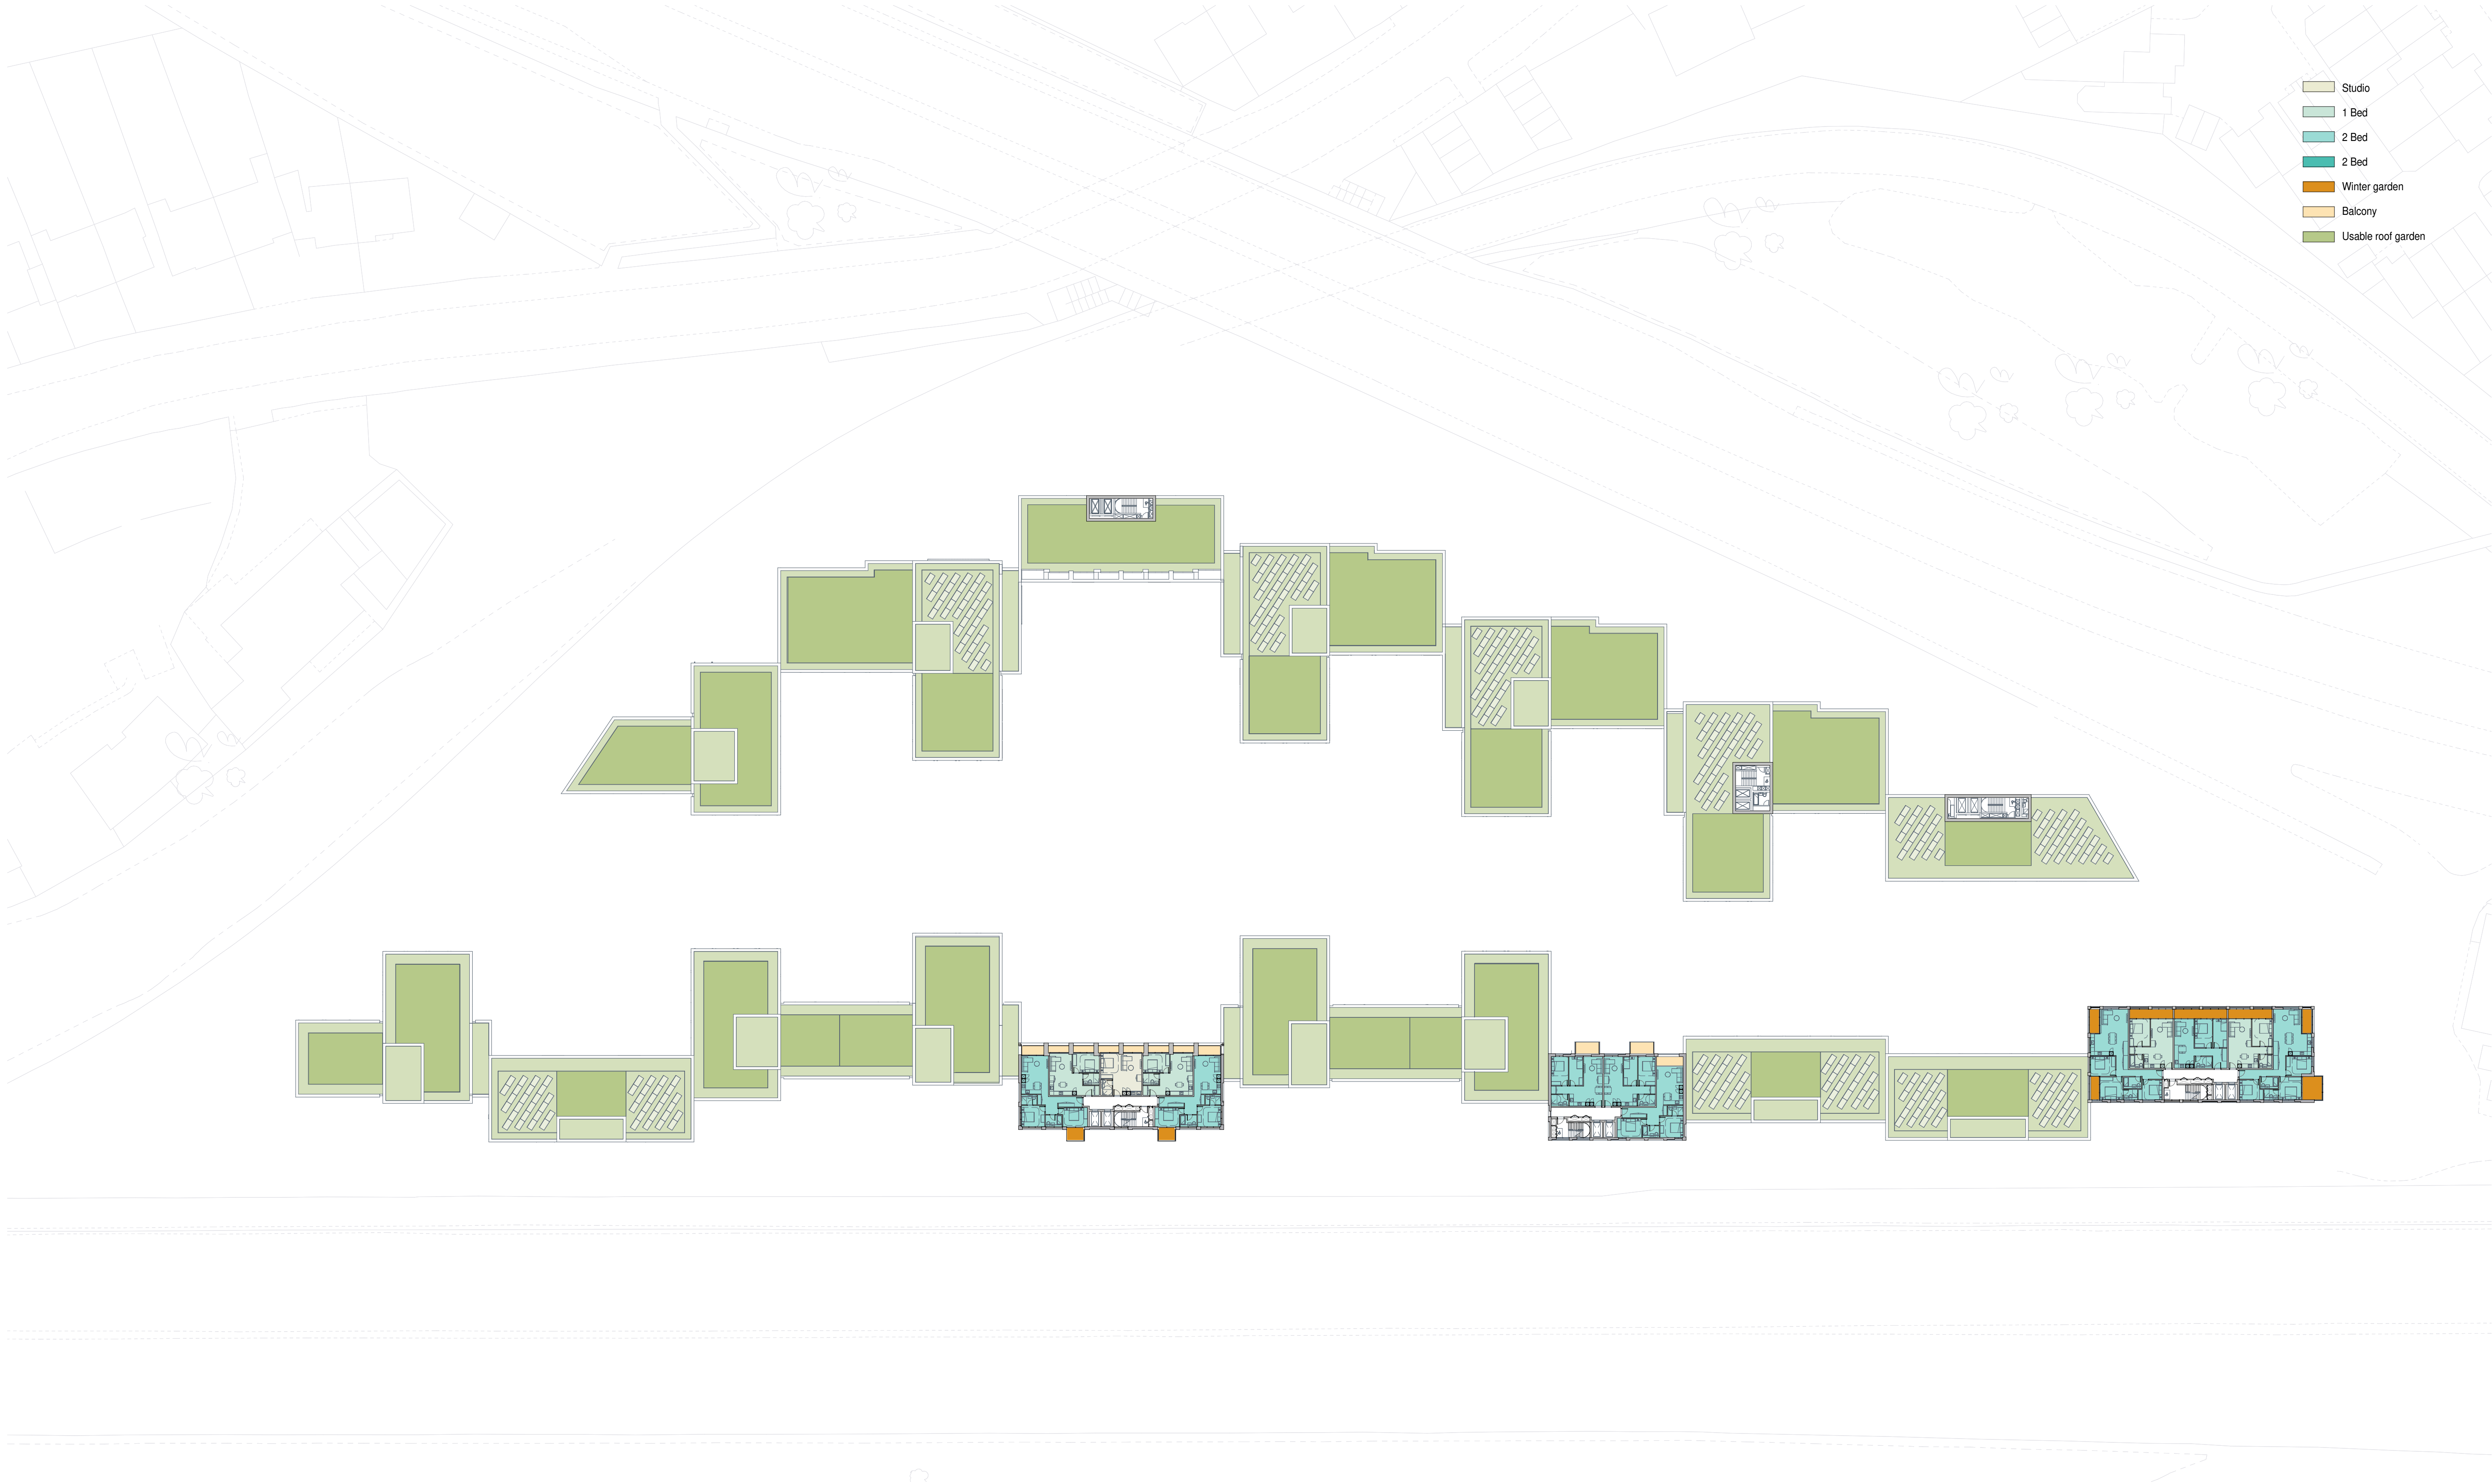 Studio
1 Bed
2 Bed
2 Bed
Winter garden
Balcony
Usable roof garden